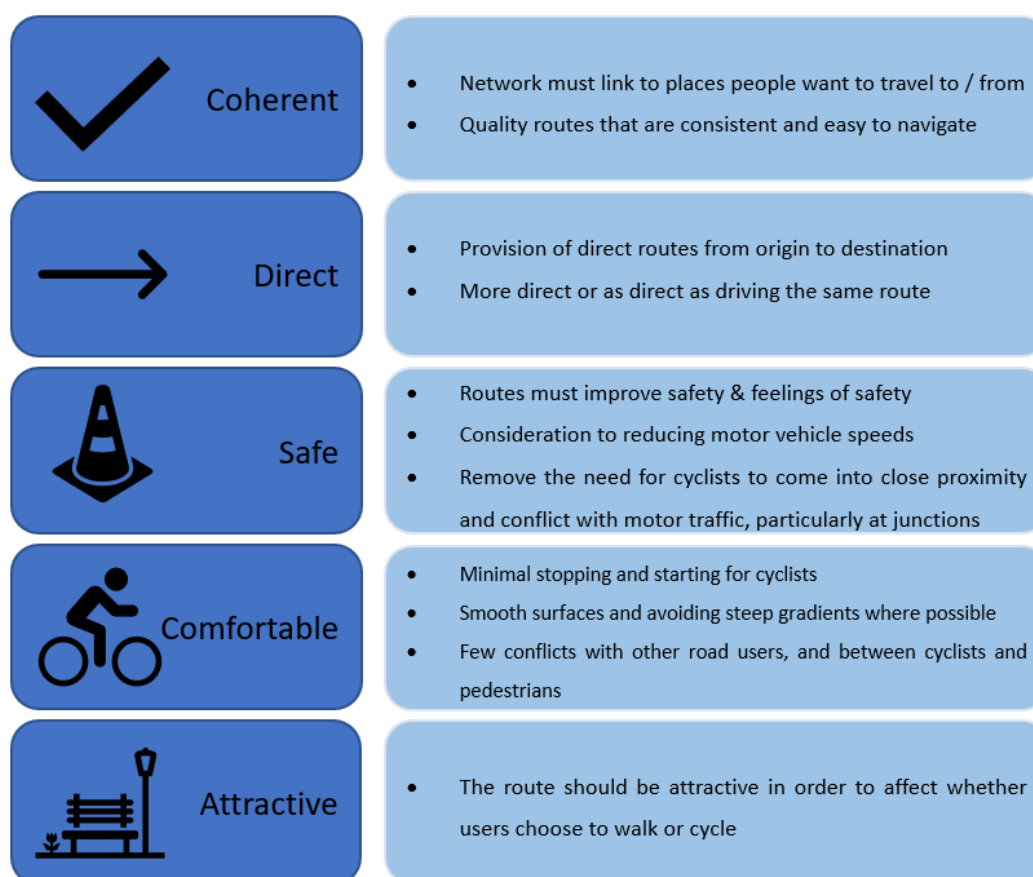 Coherent
• Network must link to places people want to travel to / from
• Quality routes that are consistent and easy to navigate
Direct
• Provision of direct routes from origin to destination
• More direct or as direct as driving the same route
Safe
• Routes must improve safety & feelings of safety
• Consideration to reducing motor vehicle speeds
• Remove the need for cyclists to come into close proximity
and conflict with motor traffic, particularly at junctions
Comfortable
• Minimal stopping and starting for cyclists
• Smooth surfaces and avoiding steep gradients where possible
• Few conflicts with other road users, and between cyclists and
pedestrians
Attractive
• The route should be attractive in order to affect whether
users choose to walk or cycle